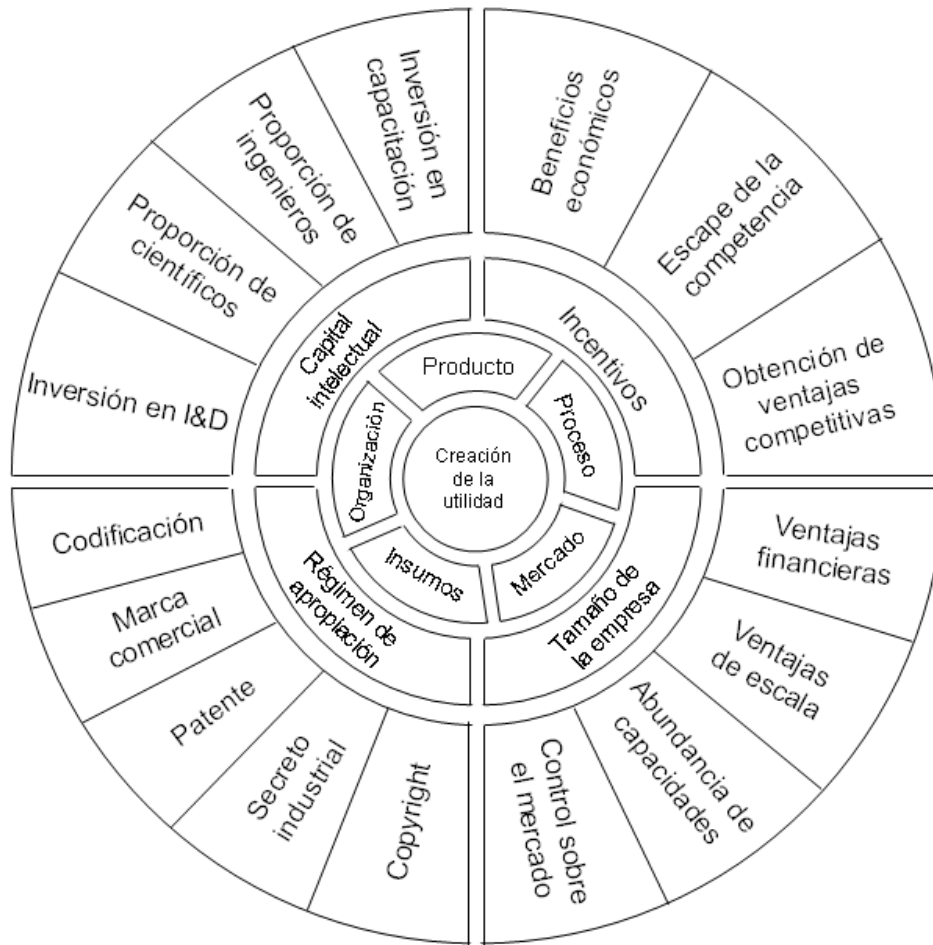 Inversión en
capacitación
Proporción de
ingenieros
Proporción de
científicos
Inversión en I&D
Beneficios
económicos
Escape de la
competencia
Obtención de
ventajas
competitivas
Capital
intelectual
Incentivos
Producto
Proceso
Organización
Creación
de la
utilidad
Insumos
Mercado
Régimen de
apropiación
Tamaño de
la empresa
Codificación
Marca
comercial
Patente
Secreto
industrial
Copyright
Ventajas
financieras
Ventajas
de escala
Abundancia de
capacidades
Control sobre
el mercado